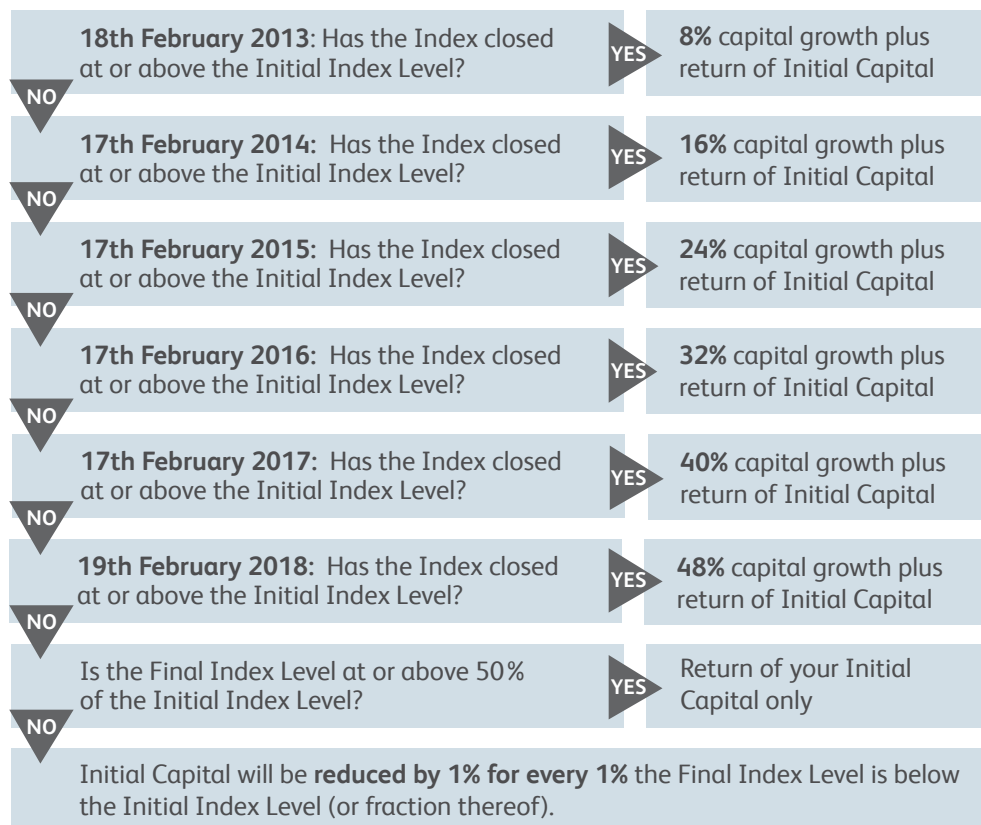 18th February 2013: Has the Index closed
at or above the Initial Index Level?
YES
8% capital growth plus
return of Initial Capital
NO
17th February 2014: Has the Index closed
at or above the Initial Index Level?
YES
16% capital growth plus
return of Initial Capital
NO
17th February 2015: Has the Index closed
at or above the Initial Index Level?
YES
24% capital growth plus
return of Initial Capital
NO
17th February 2016: Has the Index closed
at or above the Initial Index Level?
YES
32% capital growth plus
return of Initial Capital
NO
17th February 2017: Has the Index closed
at or above the Initial Index Level?
YES
40% capital growth plus
return of Initial Capital
NO
19th February 2018: Has the Index closed
at or above the Initial Index Level?
YES
48% capital growth plus
return of Initial Capital
NO
Is the Final Index Level at or above 50%
of the Initial Index Level?
YES
Return of your Initial
Capital only
NO
Initial Capital will be reduced by 1% for every 1% the Final Index Level is below
the Initial Index Level (or fraction thereof).